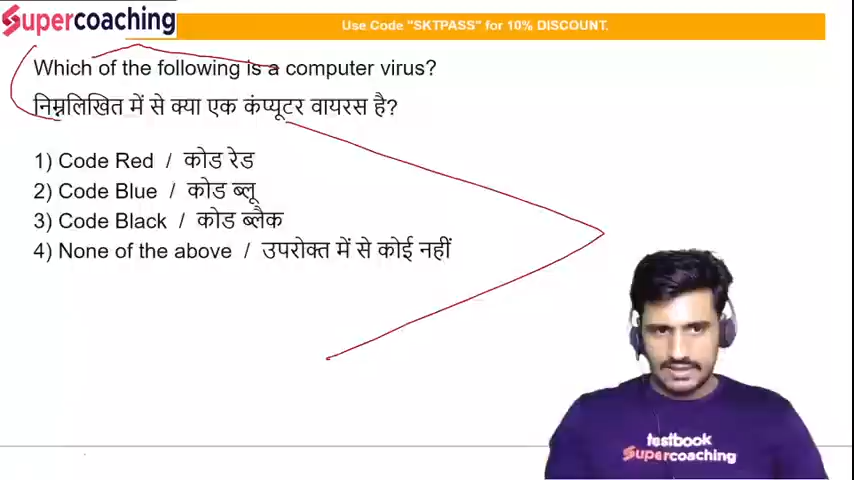 Supercoaching
Use Code "SKTPASS" for 10% DISCOUNT.
Which of the following is a computer virus?
निम्नलिखित में से क्या एक कंप्यूटर वायरस है?
1) Code Red / कोड रेड
2) Code Blue / कोड ब्लू
3) Code Black / कोड ब्लैक
4) None of the above / उपरोक्त में से कोई नहीं
testbook
Supercoaching